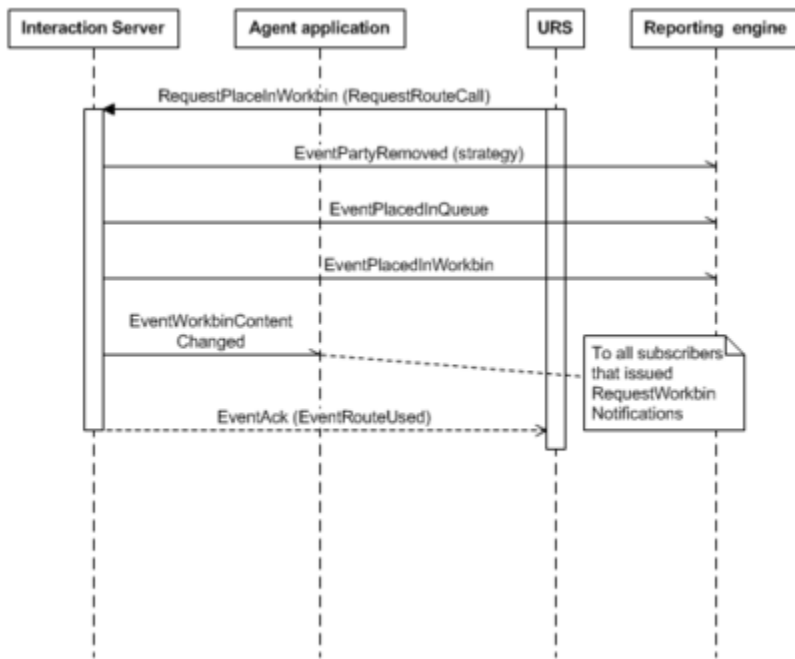 Interaction Server
Agent application
URS
Reporting engine
RequestPlaceInWorkbin (RequestRouteCall)
EventPartyRemoved (strategy)
EventPlacedInQueue
EventPlacedInWorkbin
EventWorkbinContent
Changed
To all subscribers
that issued
RequestWorkbin
Notifications
EventAck (EventRouteUsed)